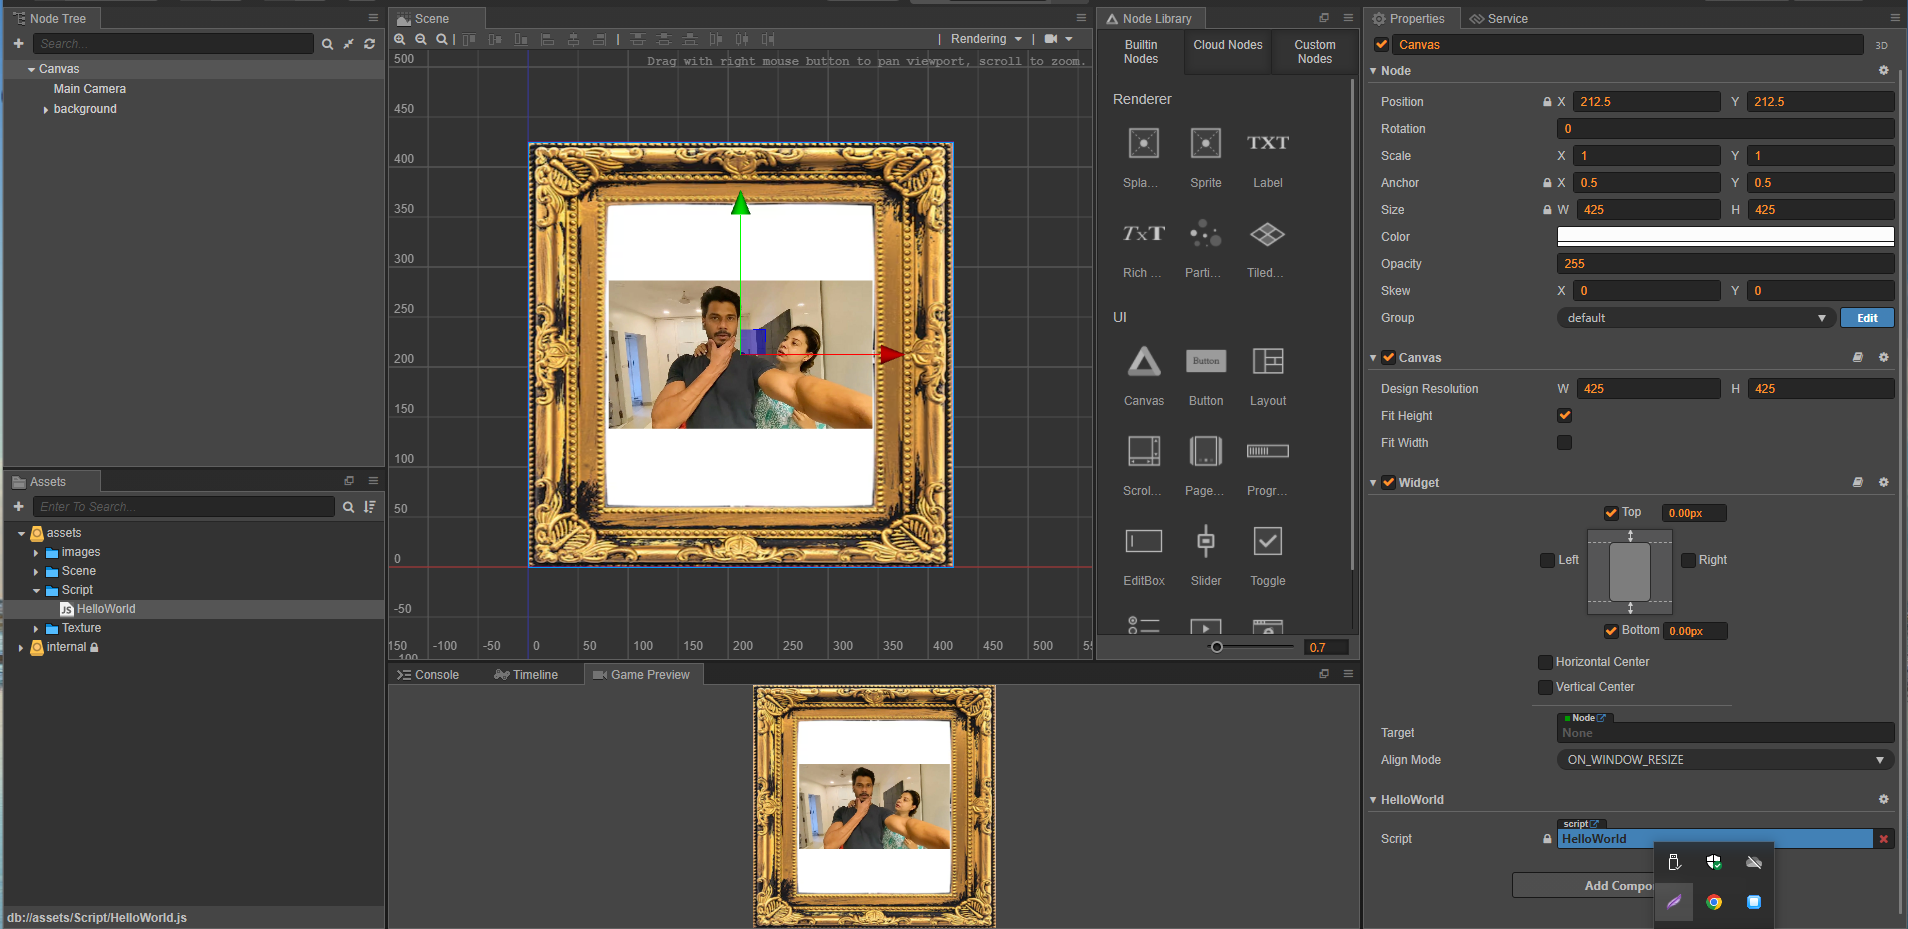 Node Tree
Search...
Canvas
Main Camera
background
Assets
Enter To Search...
assets
images
Scene
Script
JS HelloWorld
Texture
internal
db://assets/Script/HelloWorld.js
Scene
Rendering
Drag with right mouse button to pan viewport, scroll to zoom.
500
450
400
350
300
250
200
150
100
50
0
-50
150 -100 -50 0 50 100 150 200 250 300 350 400 450 500
Console Timeline Game Preview
Node Library
Builtin Nodes
Cloud Nodes
Custom Nodes
Renderer
TXT
Spla... Sprite Label
TxT
Rich ... Parti... Tiled...
UI
Button
Canvas Button Layout
Scrol... Page... Progr...
EditBox Slider Toggle
0.7
Properties Service
Canvas 3D
Node
Position X 212.5 Y 212.5
Rotation 0
Scale X 1 Y 1
Anchor X 0.5 Y 0.5
Size W 425 H 425
Color
Opacity 255
Skew X 0 Y 0
Group default Edit
Canvas
Design Resolution W 425 H 425
Fit Height
Fit Width
Widget
Top 0.00px
Left Right
Bottom 0.00px
Horizontal Center
Vertical Center
Node
Target None
Align Mode ON_WINDOW_RESIZE
HelloWorld
script
Script HelloWorld
Add Compo